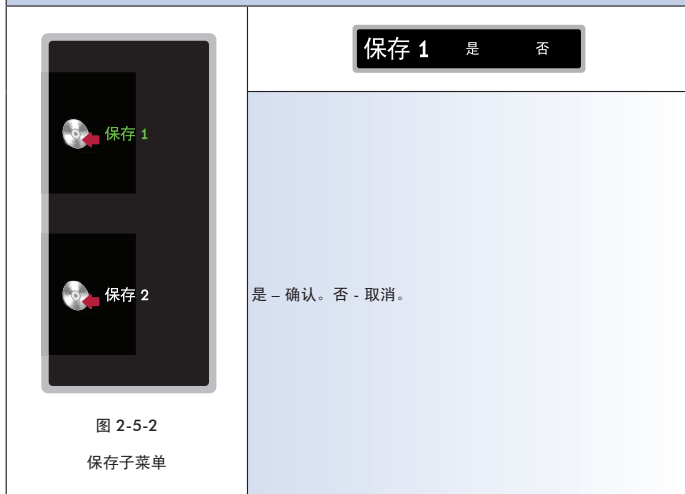 保存 1
保存 2
图 2-5-2
保存子菜单
保存 1 是 否
是 – 确认。否 - 取消。